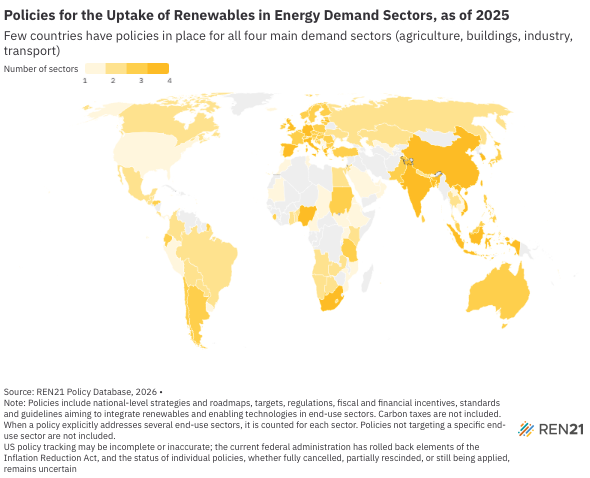 Policies for the Uptake of Renewables in Energy Demand Sectors, as of 2025
Few countries have policies in place for all four main demand sectors (agriculture, buildings, industry,
transport)
Number of sectors
1 2 3 4
Source: REN21 Policy Database, 2026 •
Note: Policies include national-level strategies and roadmaps, targets, regulations, fiscal and financial incentives, standards
and guidelines aiming to integrate renewables and enabling technologies in end-use sectors. Carbon taxes are not included.
When a policy explicitly addresses several end-use sectors, it is counted for each sector. Policies not targeting a specific end-
use sector are not included.
US policy tracking may be incomplete or inaccurate; the current federal administration has rolled back elements of the
Inflation Reduction Act, and the status of individual policies, whether fully cancelled, partially rescinded, or still being applied,
remains uncertain
REN21